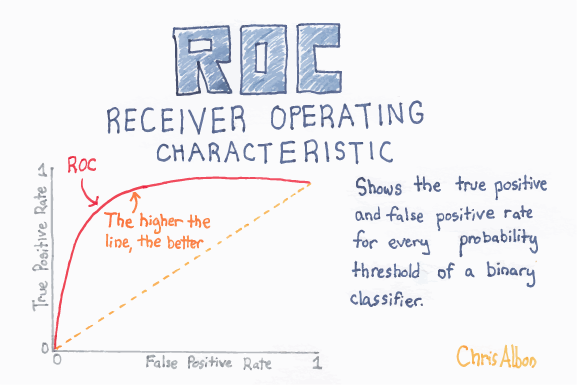 ROC
RECEIVER OPERATING
CHARACTERISTIC
ROC
The higher the
line, the better
True Positive Rate
1
0
0
False Positive Rate
1
Shows the true positive
and false positive rate
for every probability
threshold of a binary
classifier.
Chris Albon